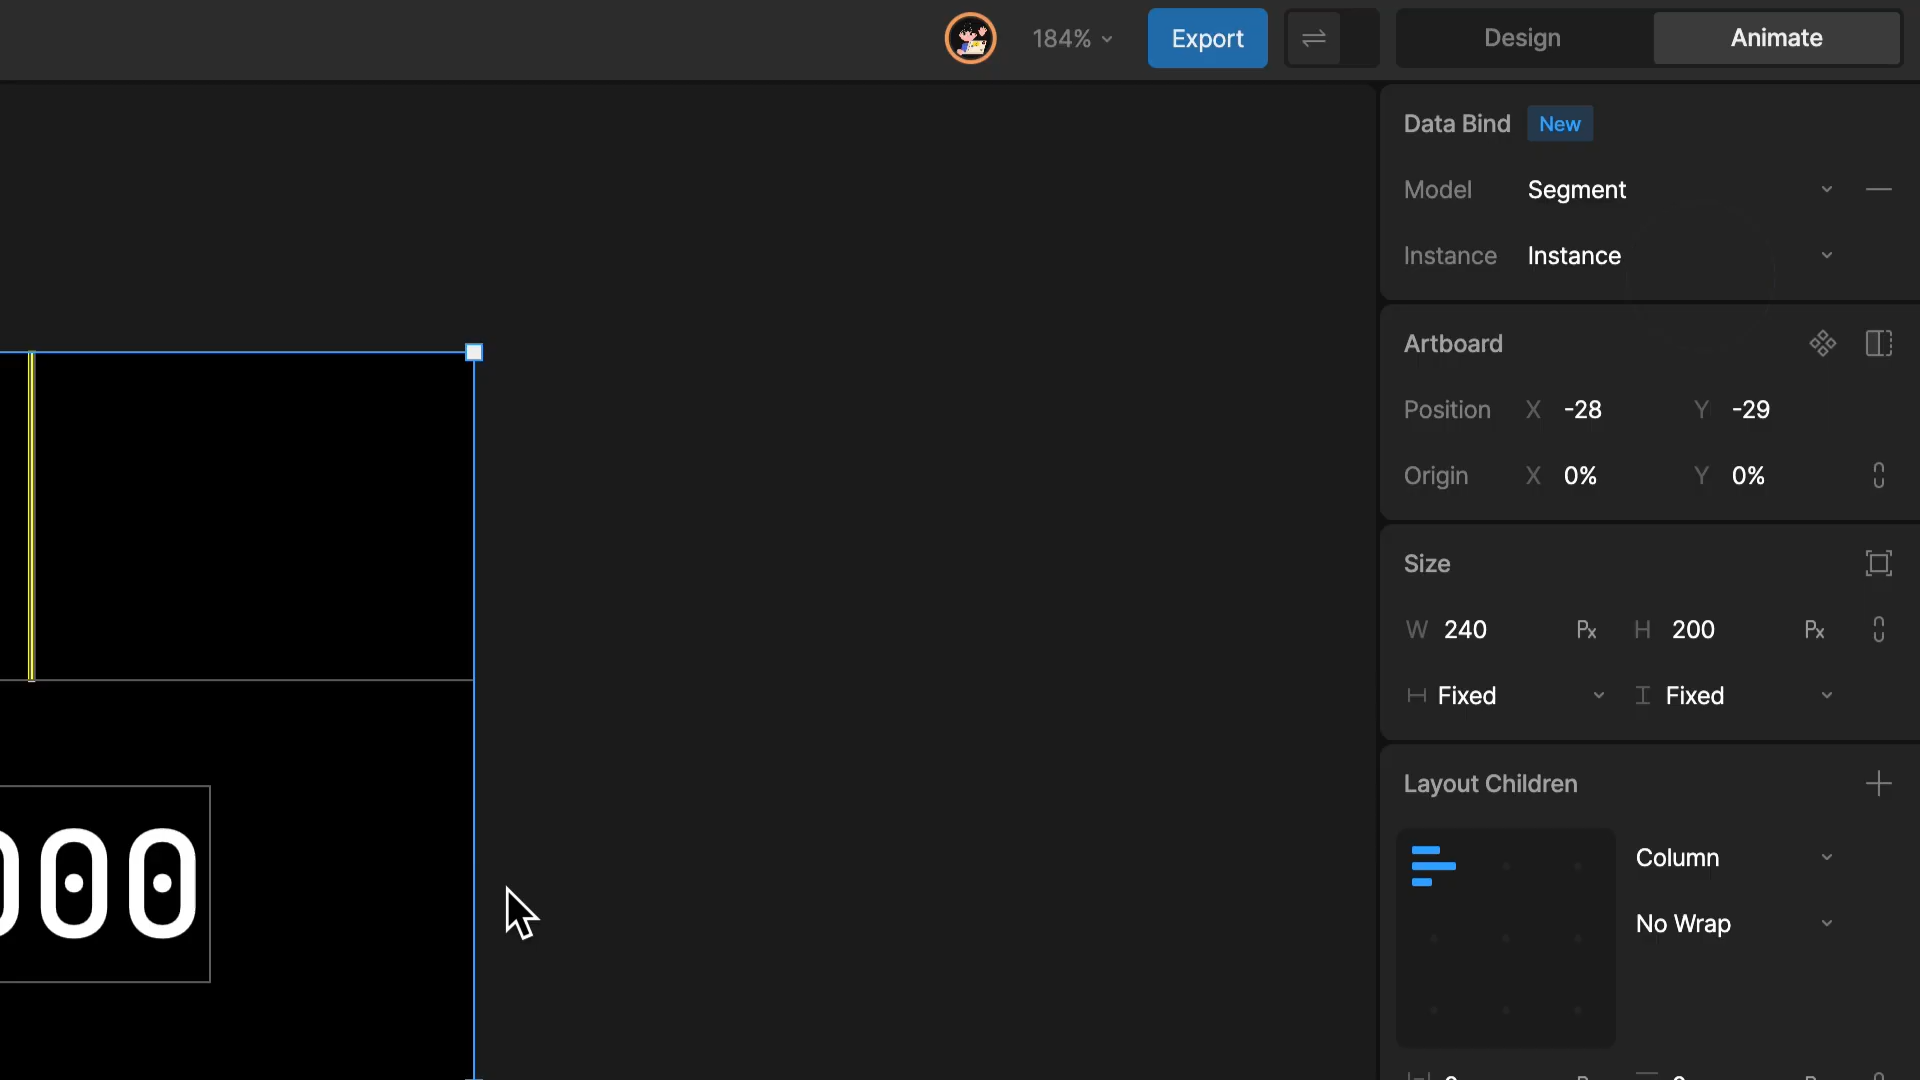 184% Export Design Animate
Data Bind New
Model Segment
Instance Instance
Artboard
Position X -28 Y -29
Origin X 0% Y 0%
Size
W 240 Px H 200 Px
Fixed Fixed
Layout Children
Column
No Wrap
00